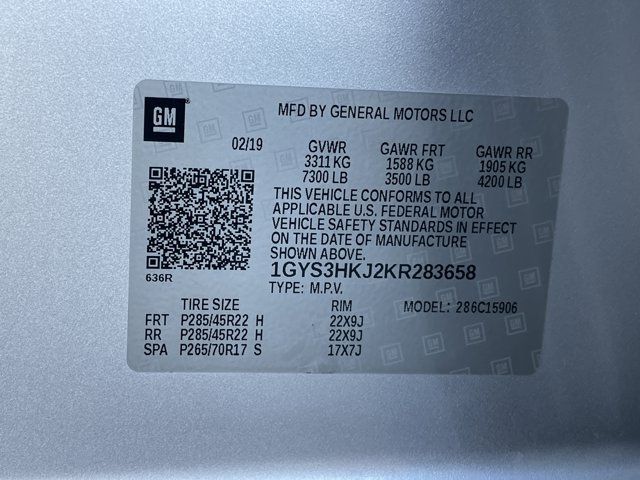 GM
MFD BY GENERAL MOTORS LLC
02/19 GVWR GAWR FRT GAWR RR
3311 KG 1588 KG 1905 KG
7300 LB 3500 LB 4200 LB
THIS VEHICLE CONFORMS TO ALL
APPLICABLE U.S. FEDERAL MOTOR
VEHICLE SAFETY STANDARDS IN EFFECT
ON THE DATE OF MANUFACTURE
SHOWN ABOVE.
636R
1GYS3HKJ2KR283658
TYPE: M.P.V.
TIRE SIZE RIM MODEL: 286C15906
FRT P285/45R22 H 22X9J
RR P285/45R22 H 22X9J
SPA P265/70R17 S 17X7J